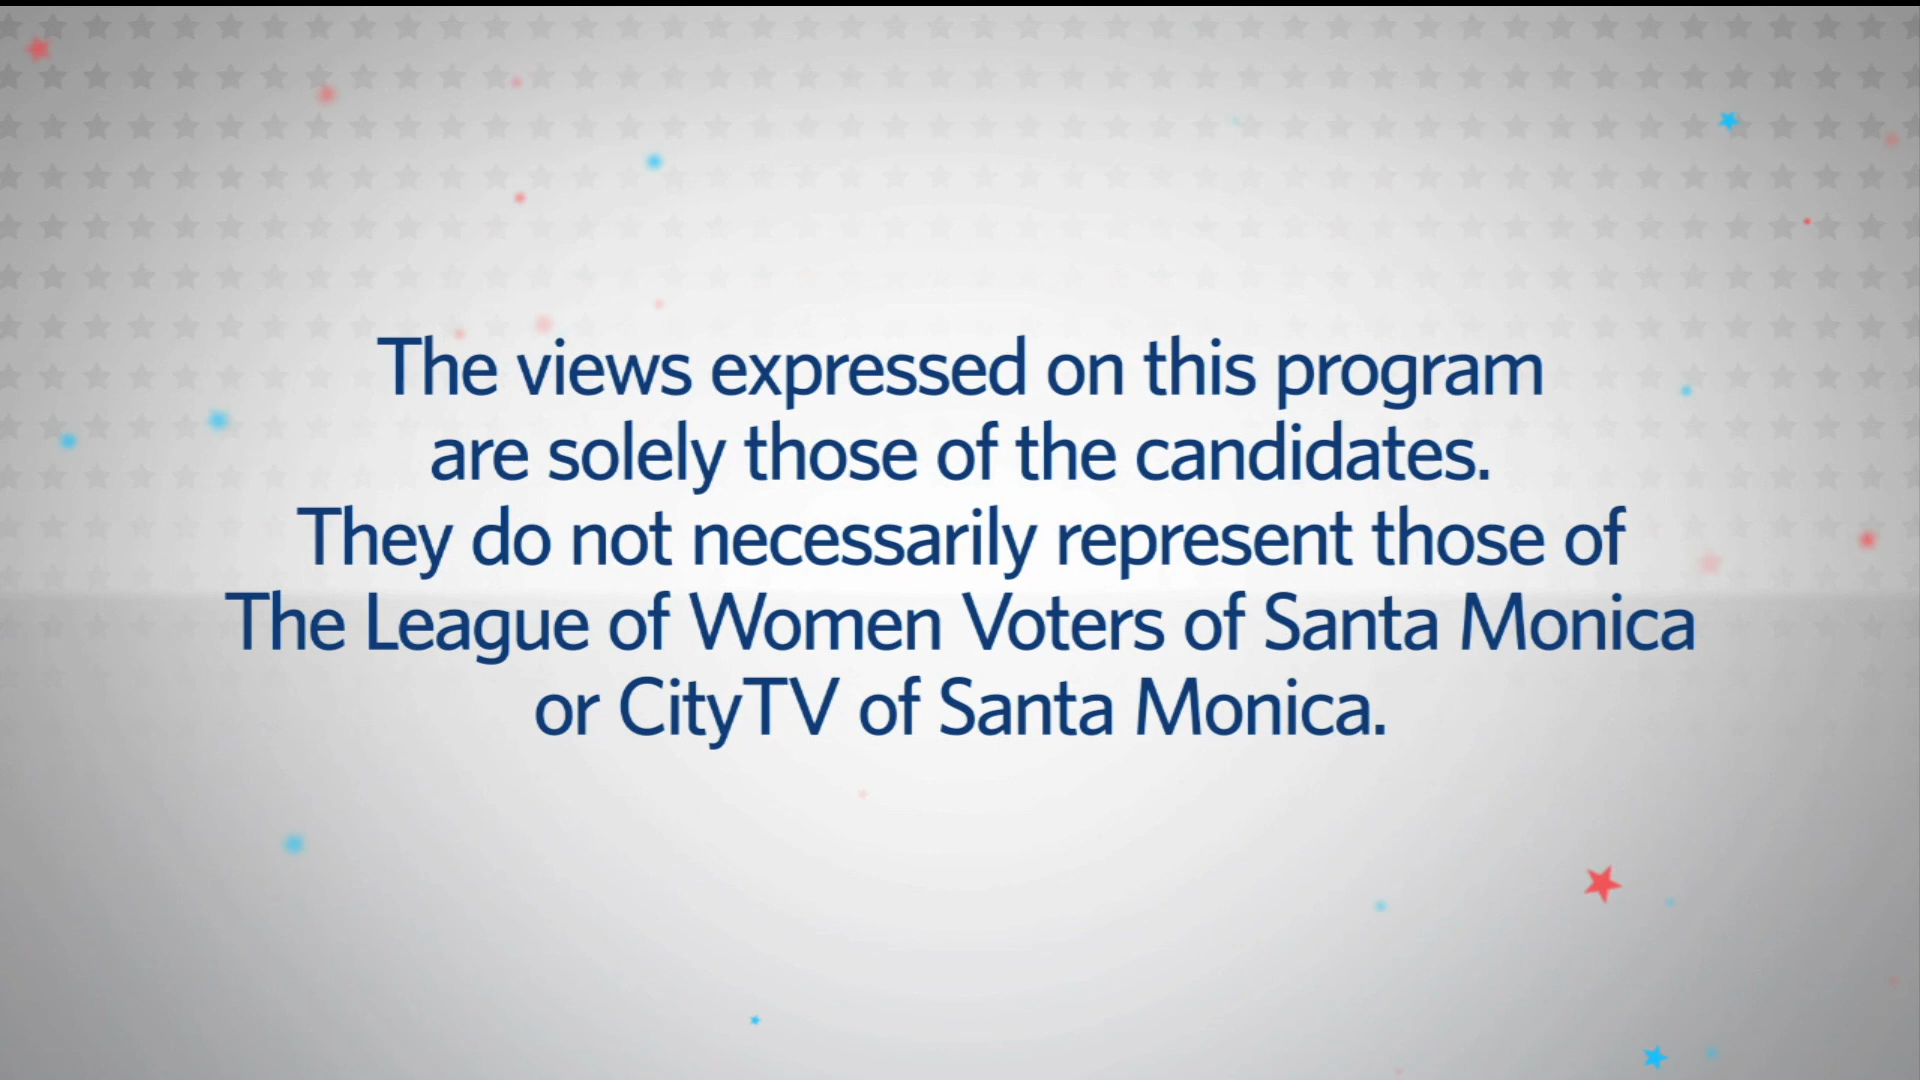 The views expressed on this program
are solely those of the candidates.
They do not necessarily represent those of
The League of Women Voters of Santa Monica
or CityTV of Santa Monica.